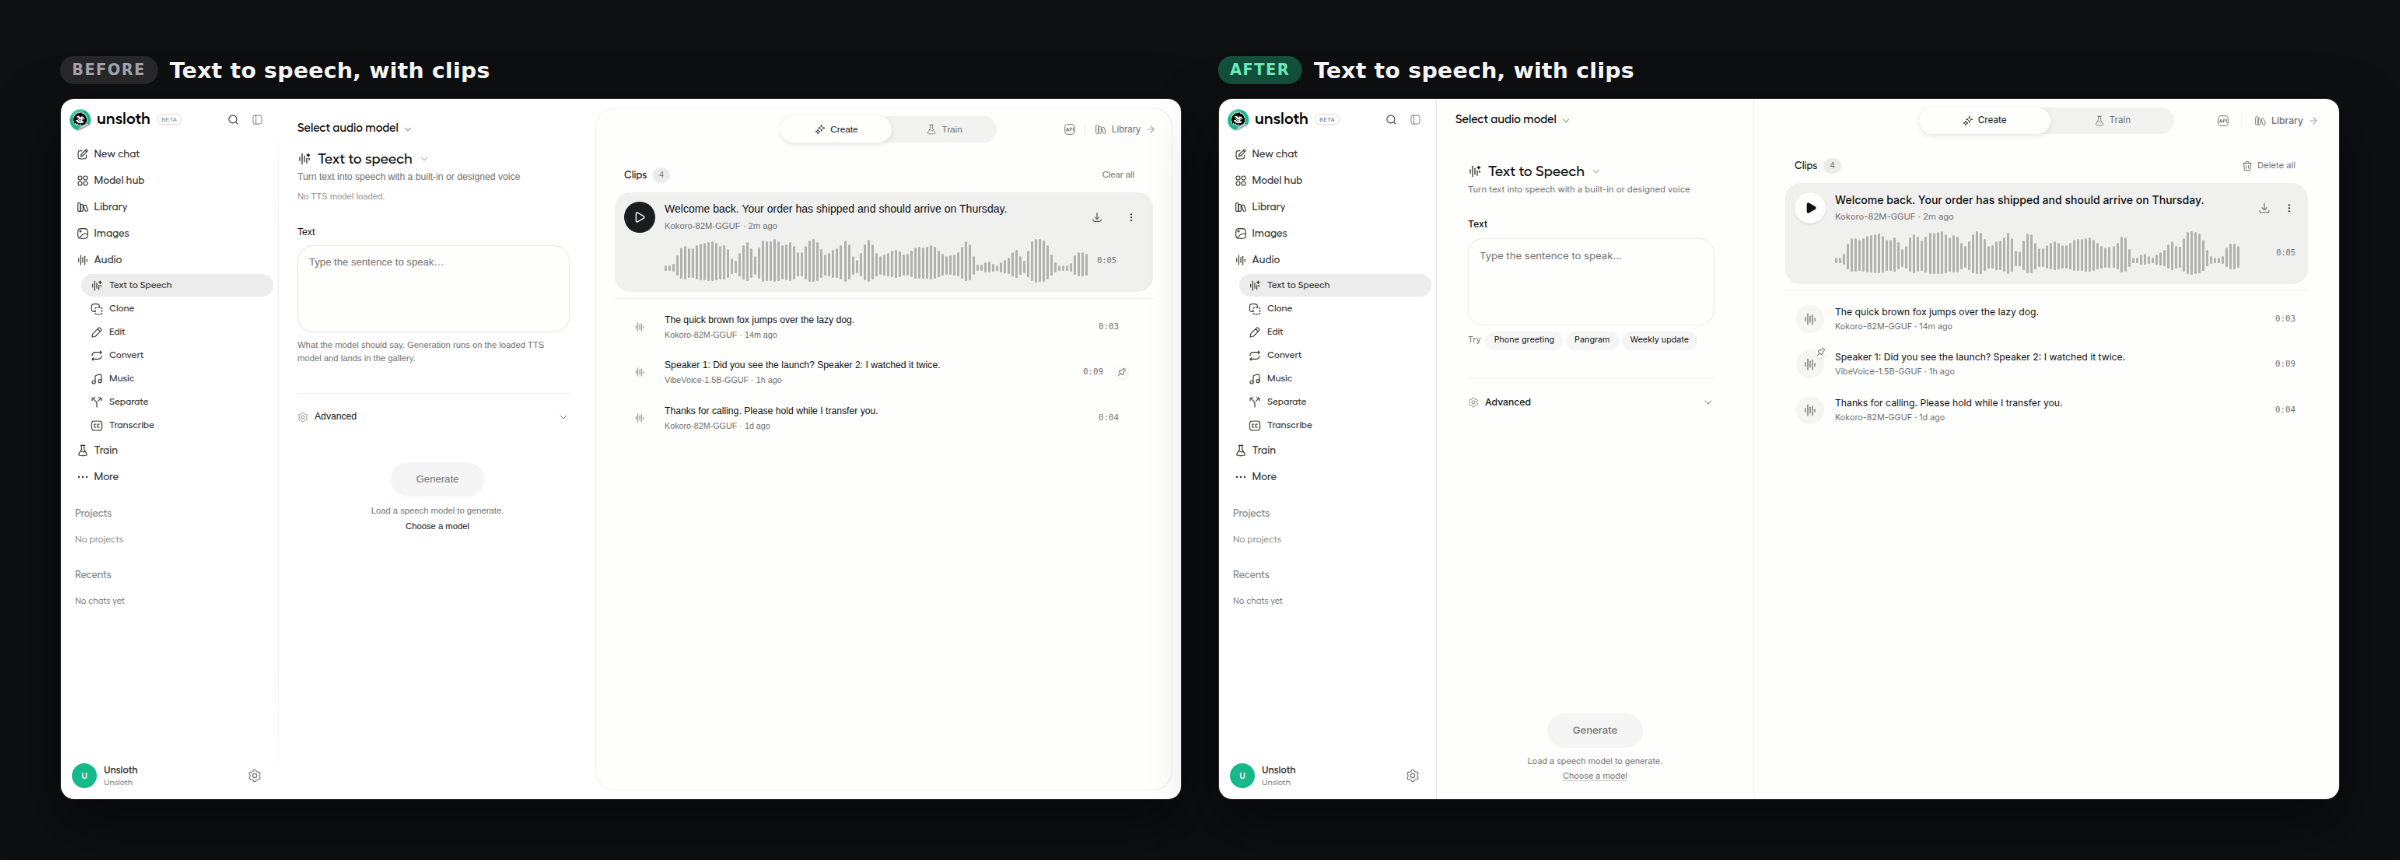 BEFORE Text to speech, with clips
unsloth BETA
New chat
Model hub
Library
Images
Audio
Text to Speech
Clone
Edit
Convert
Music
Separate
Transcribe
Train
More
Projects
No projects
Recents
No chats yet
U
Unsloth
Unsloth
Select audio model
Text to speech
Turn text into speech with a built-in or designed voice
No TTS model loaded.
Text
Type the sentence to speak...
What the model should say. Generation runs on the loaded TTS
model and lands in the gallery.
Advanced
Generate
Load a speech model to generate.
Choose a model
Create Train API Library
Clips 4 Clear all
Welcome back. Your order has shipped and should arrive on Thursday.
Kokoro-82M-GGUF · 2m ago
0:05
The quick brown fox jumps over the lazy dog.
Kokoro-82M-GGUF · 14m ago
0:03
Speaker 1: Did you see the launch? Speaker 2: I watched it twice.
VibeVoice-1.5B-GGUF · 1h ago
0:09
Thanks for calling. Please hold while I transfer you.
Kokoro-82M-GGUF · 1d ago
0:04
AFTER Text to speech, with clips
unsloth BETA
New chat
Model hub
Library
Images
Audio
Text to Speech
Clone
Edit
Convert
Music
Separate
CC Transcribe
Train
More
Projects
No projects
Recents
No chats yet
U
Unsloth
Unsloth
Select audio model
Text to Speech
Turn text into speech with a built-in or designed voice
Text
Type the sentence to speak...
Try Phone greeting Pangram Weekly update
Advanced
Generate
Load a speech model to generate.
Choose a model
Create Train API Library
Clips 4 Delete all
Welcome back. Your order has shipped and should arrive on Thursday.
Kokoro-82M-GGUF · 2m ago
0:05
The quick brown fox jumps over the lazy dog.
Kokoro-82M-GGUF · 14m ago
0:03
Speaker 1: Did you see the launch? Speaker 2: I watched it twice.
VibeVoice-1.5B-GGUF · 1h ago
0:09
Thanks for calling. Please hold while I transfer you.
Kokoro-82M-GGUF · 1d ago
0:04